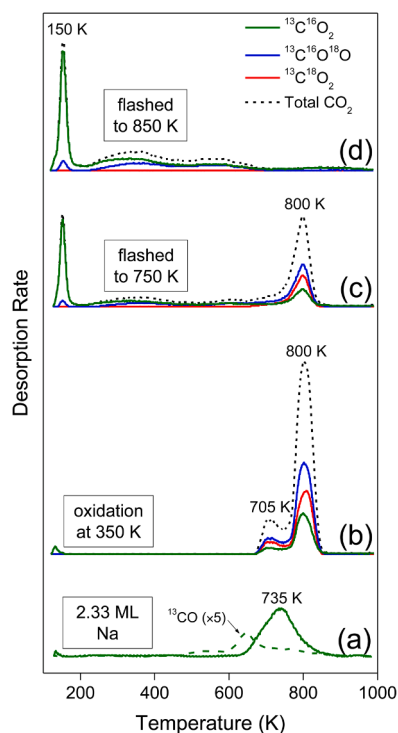 150 K
¹³C¹⁶O₂
¹³C¹⁶O¹⁸O
¹³C¹⁸O₂
Total CO₂
flashed
to 850 K
(d)
800 K
flashed
to 750 K
(c)
800 K
705 K
oxidation
at 350 K
(b)
735 K
¹³CO (×5)
2.33 ML
Na
(a)
200 400 600 800 1000
Temperature (K)
Desorption Rate